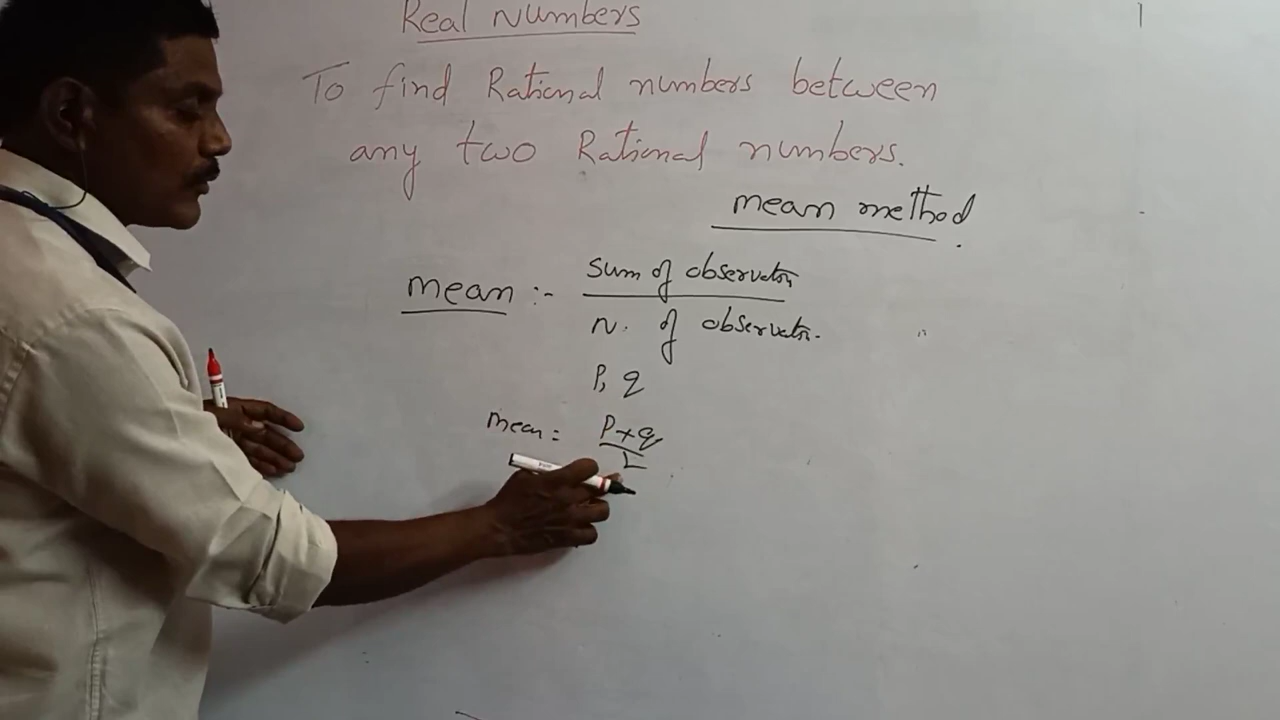 Real Numbers
To find Rational numbers between
any two Rational numbers.
mean method.
mean :- sum of observation
n. of observation.
P, q
mean = P+q
2